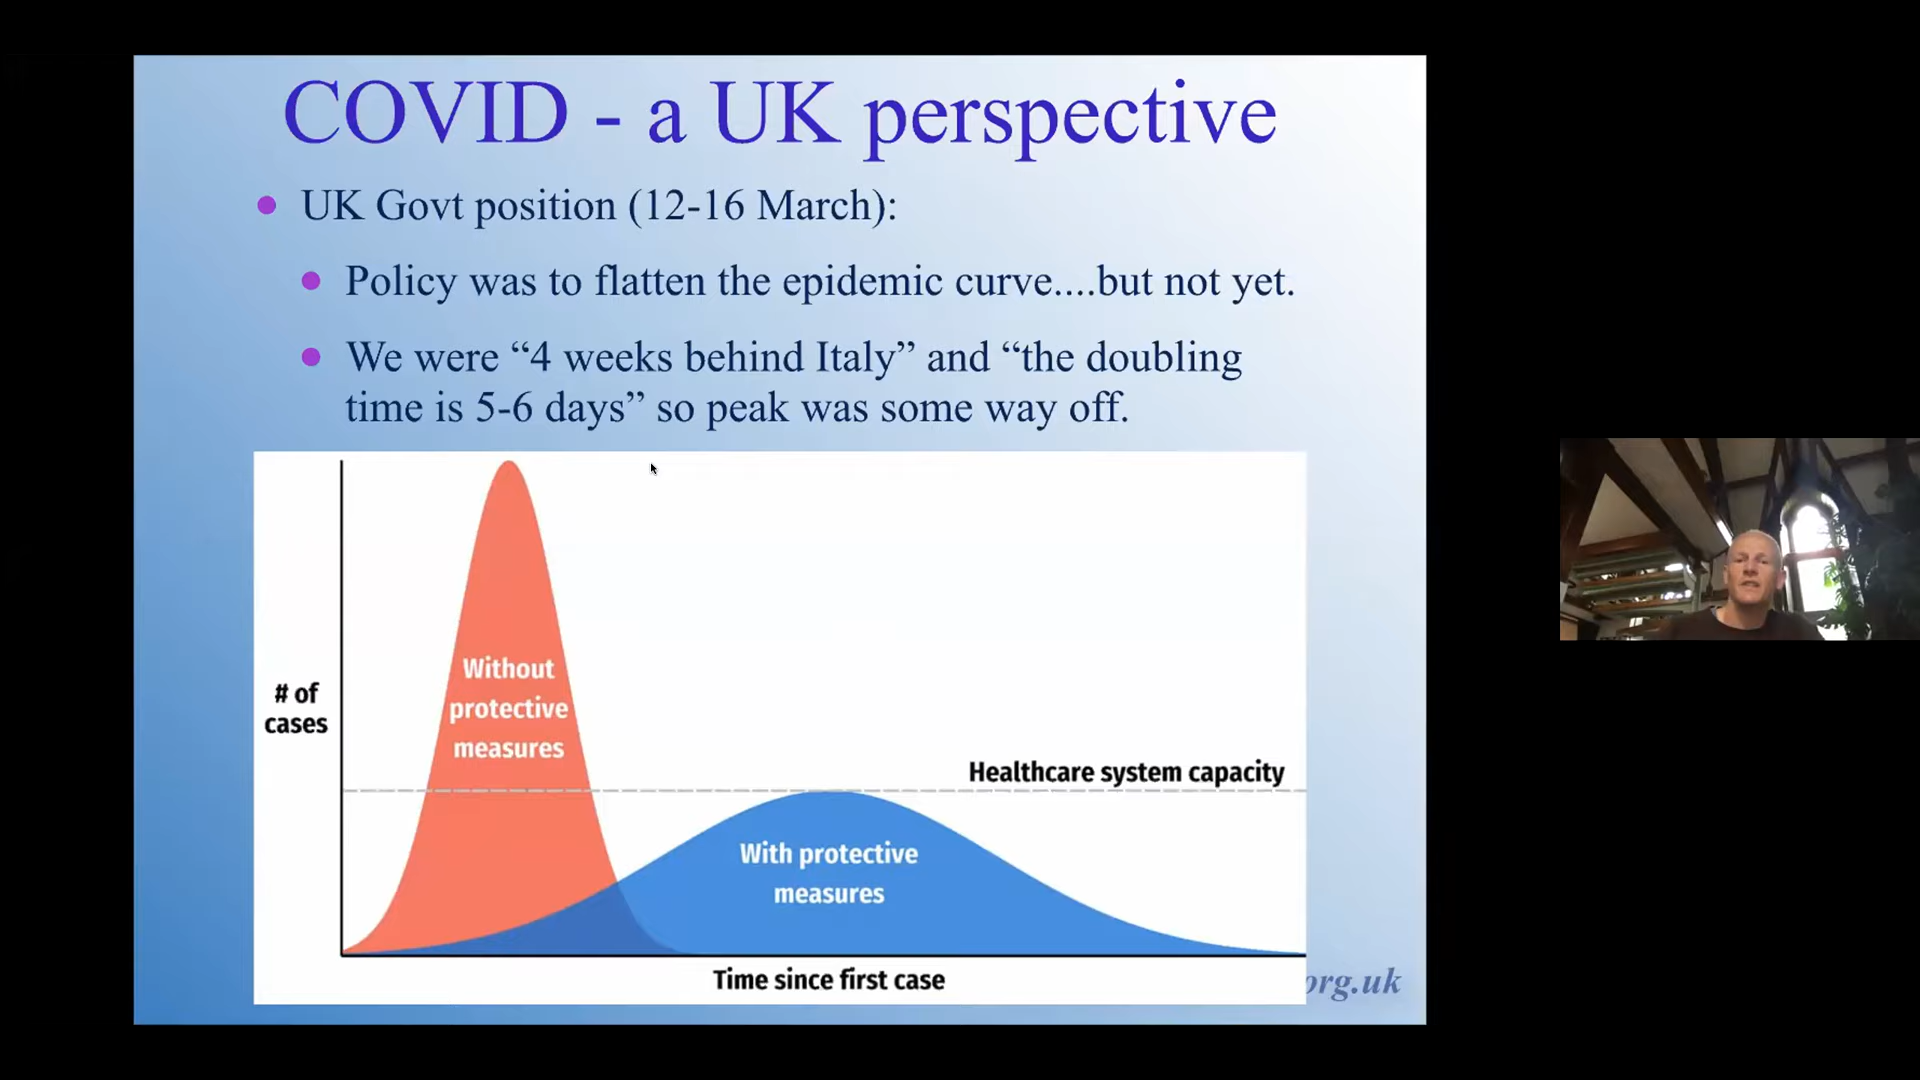 COVID - a UK perspective
UK Govt position (12-16 March):
Policy was to flatten the epidemic curve....but not yet.
We were “4 weeks behind Italy” and “the doubling
time is 5-6 days” so peak was some way off.
Without
protective
measures
# of
cases
Healthcare system capacity
With protective
measures
Time since first case
org.uk